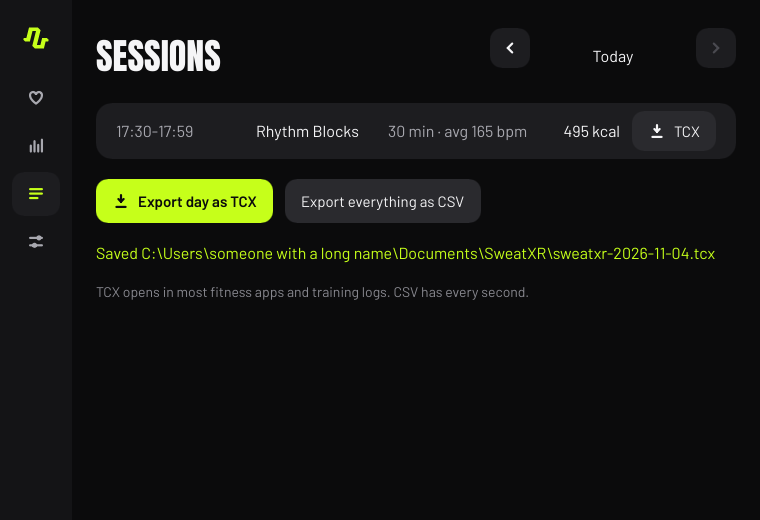 SESSIONS
Today
17:30-17:59 Rhythm Blocks 30 min · avg 165 bpm 495 kcal TCX
Export day as TCX Export everything as CSV
Saved C:\Users\someone with a long name\Documents\SweatXR\sweatxr-2026-11-04.tcx
TCX opens in most fitness apps and training logs. CSV has every second.